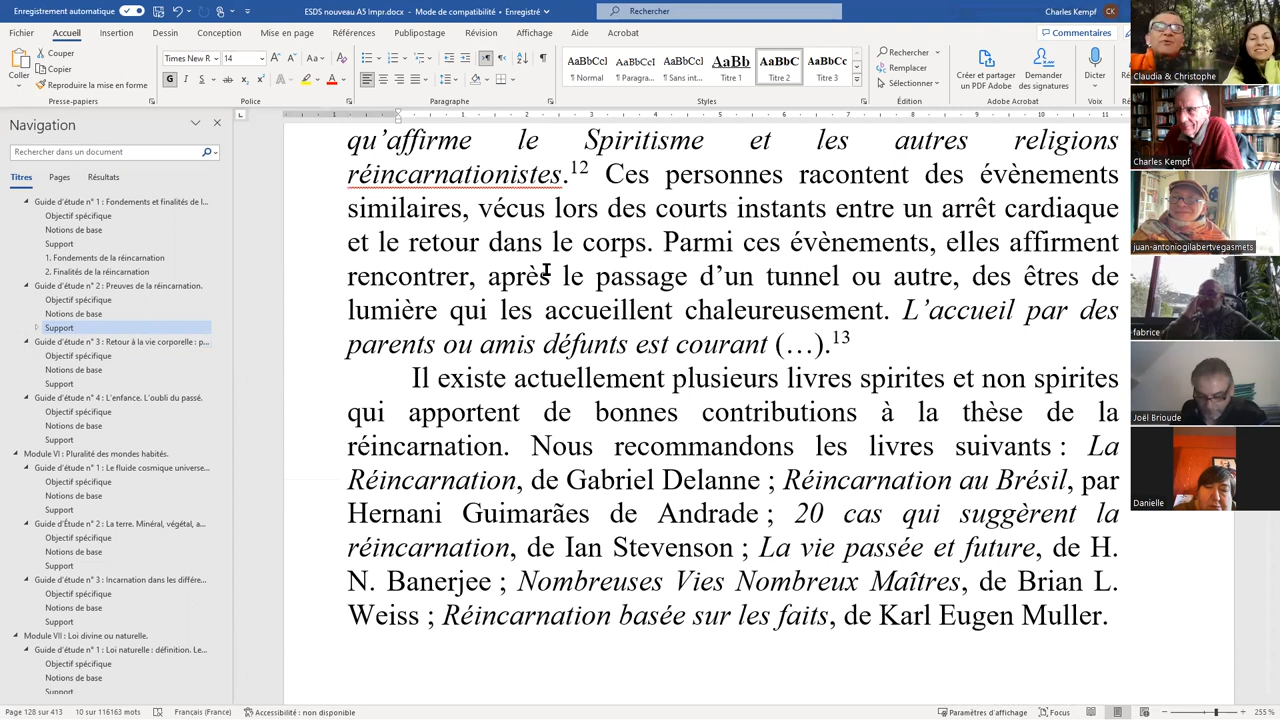 Enregistrement automatique
ESDS nouveau A5 Impr.docx - Mode de compatibilité - Enregistré
Rechercher
Charles Kempf CK
Fichier Accueil Insertion Dessin Conception Mise en page Références Publipostage Révision Affichage Aide Acrobat
Commentaires
Coller
Couper
Copier
Reproduire la mise en forme
Presse-papiers
Times New R 14
Police
Paragraphe
AaBbCcl AaBbCcI AaBbCcl AaBb AaBbC AaBbCc
¶ Normal ¶ Paragra... ¶ Sans int... Titre 1 Titre 2 Titre 3
Styles
Rechercher
Remplacer
Sélectionner
Édition
Créer et partager un PDF Adobe
Demander des signatures
Adobe Acrobat
Dicter
Voix
Navigation
Rechercher dans un document
Titres Pages Résultats
Guide d'étude n° 1 : Fondements et finalités de l...
Objectif spécifique
Notions de base
Support
1. Fondements de la réincarnation
2. Finalités de la réincarnation
Guide d'étude n° 2 : Preuves de la réincarnation.
Objectif spécifique
Notions de base
Support
Guide d'étude n° 3 : Retour à la vie corporelle : p...
Objectif spécifique
Notions de base
Support
Guide d'étude n° 4 : L'enfance. L'oubli du passé.
Objectif spécifique
Notions de base
Support
Module VI : Pluralité des mondes habités.
Guide d'étude n° 1 : Le fluide cosmique universe...
Objectif spécifique
Notions de base
Support
Guide d'Étude n° 2 : La terre. Minéral, végétal, a...
Objectif spécifique
Notions de base
Support
Guide d'étude n° 3 : Incarnation dans les différe...
Objectif spécifique
Notions de base
Support
Module VII : Loi divine ou naturelle.
Guide d'étude n° 1 : Loi naturelle : définition. Le...
Objectif spécifique
Notions de base
Support
qu'affirme le Spiritisme et les autres religions
réincarnationistes.12 Ces personnes racontent des évènements
similaires, vécus lors des courts instants entre un arrêt cardiaque
et le retour dans le corps. Parmi ces évènements, elles affirment
rencontrer, après le passage d'un tunnel ou autre, des êtres de
lumière qui les accueillent chaleureusement. L'accueil par des
parents ou amis défunts est courant (…).13
Il existe actuellement plusieurs livres spirites et non spirites
qui apportent de bonnes contributions à la thèse de la
réincarnation. Nous recommandons les livres suivants : La
Réincarnation, de Gabriel Delanne ; Réincarnation au Brésil, par
Hernani Guimarães de Andrade ; 20 cas qui suggèrent la
réincarnation, de Ian Stevenson ; La vie passée et future, de H.
N. Banerjee ; Nombreuses Vies Nombreux Maîtres, de Brian L.
Weiss ; Réincarnation basée sur les faits, de Karl Eugen Muller.
Claudia & Christophe
Charles Kempf
juan-antoniogilabertvegasmets
fabrice
Joël Brioude
Danielle
Page 128 sur 413 10 sur 116163 mots Français (France) Accessibilité : non disponible
Paramètres d'affichage Focus 255 %